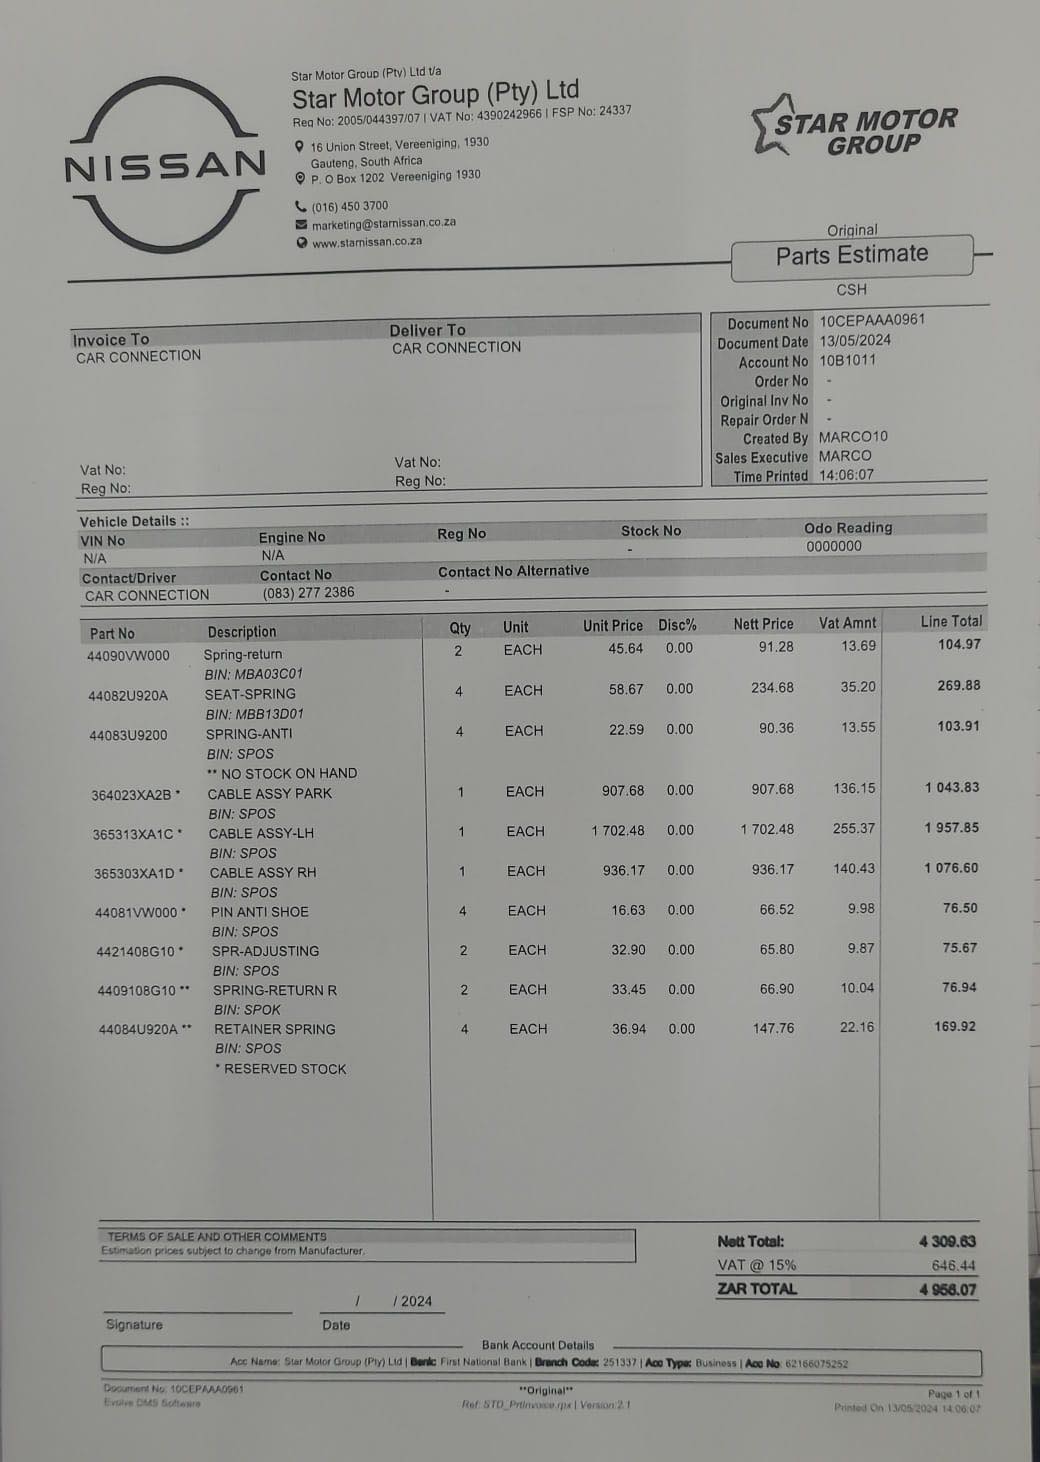 Star Motor Group (Pty) Ltd t/a
Star Motor Group (Pty) Ltd
Reg No: 2005/044397/07 | VAT No: 4390242966 | FSP No: 24337
NISSAN
16 Union Street, Vereeniging, 1930
Gauteng, South Africa
P. O Box 1202 Vereeniging 1930
(016) 450 3700
marketing@starnissan.co.za
www.starnissan.co.za
STAR MOTOR
GROUP
Original
Parts Estimate
CSH
Invoice To
CAR CONNECTION
Deliver To
CAR CONNECTION
Vat No:
Reg No:
Vat No:
Reg No:
Document No 10CEPAAA0961
Document Date 13/05/2024
Account No 10B1011
Order No -
Original Inv No -
Repair Order N -
Created By MARCO10
Sales Executive MARCO
Time Printed 14:06:07
Vehicle Details ::
VIN No Engine No Reg No Stock No Odo Reading
N/A N/A - 0000000
Contact/Driver Contact No Contact No Alternative
CAR CONNECTION (083) 277 2386 -
Part No Description Qty Unit Unit Price Disc% Nett Price Vat Amnt Line Total
44090VW000 Spring-return 2 EACH 45.64 0.00 91.28 13.69 104.97
BIN: MBA03C01
44082U920A SEAT-SPRING 4 EACH 58.67 0.00 234.68 35.20 269.88
BIN: MBB13D01
44083U9200 SPRING-ANTI 4 EACH 22.59 0.00 90.36 13.55 103.91
BIN: SPOS
** NO STOCK ON HAND
364023XA2B * CABLE ASSY PARK 1 EACH 907.68 0.00 907.68 136.15 1 043.83
BIN: SPOS
365313XA1C * CABLE ASSY-LH 1 EACH 1 702.48 0.00 1 702.48 255.37 1 957.85
BIN: SPOS
365303XA1D * CABLE ASSY RH 1 EACH 936.17 0.00 936.17 140.43 1 076.60
BIN: SPOS
44081VW000 * PIN ANTI SHOE 4 EACH 16.63 0.00 66.52 9.98 76.50
BIN: SPOS
4421408G10 * SPR-ADJUSTING 2 EACH 32.90 0.00 65.80 9.87 75.67
BIN: SPOS
4409108G10 ** SPRING-RETURN R 2 EACH 33.45 0.00 66.90 10.04 76.94
BIN: SPOK
44084U920A ** RETAINER SPRING 4 EACH 36.94 0.00 147.76 22.16 169.92
BIN: SPOS
* RESERVED STOCK
TERMS OF SALE AND OTHER COMMENTS
Estimation prices subject to change from Manufacturer.
Nett Total: 4 309.63
VAT @ 15% 646.44
ZAR TOTAL 4 956.07
/ / 2024
Signature Date
Bank Account Details
Acc Name: Star Motor Group (Pty) Ltd | Bank: First National Bank | Branch Code: 251337 | Acc Type: Business | Acc No: 62166075252
Document No: 10CEPAAA0961 **Original** Page 1 of 1
Evolve DMS Software Ref: STD_PrtInvoice.rpx | Version:2.1 Printed On 13/05/2024 14:06:07